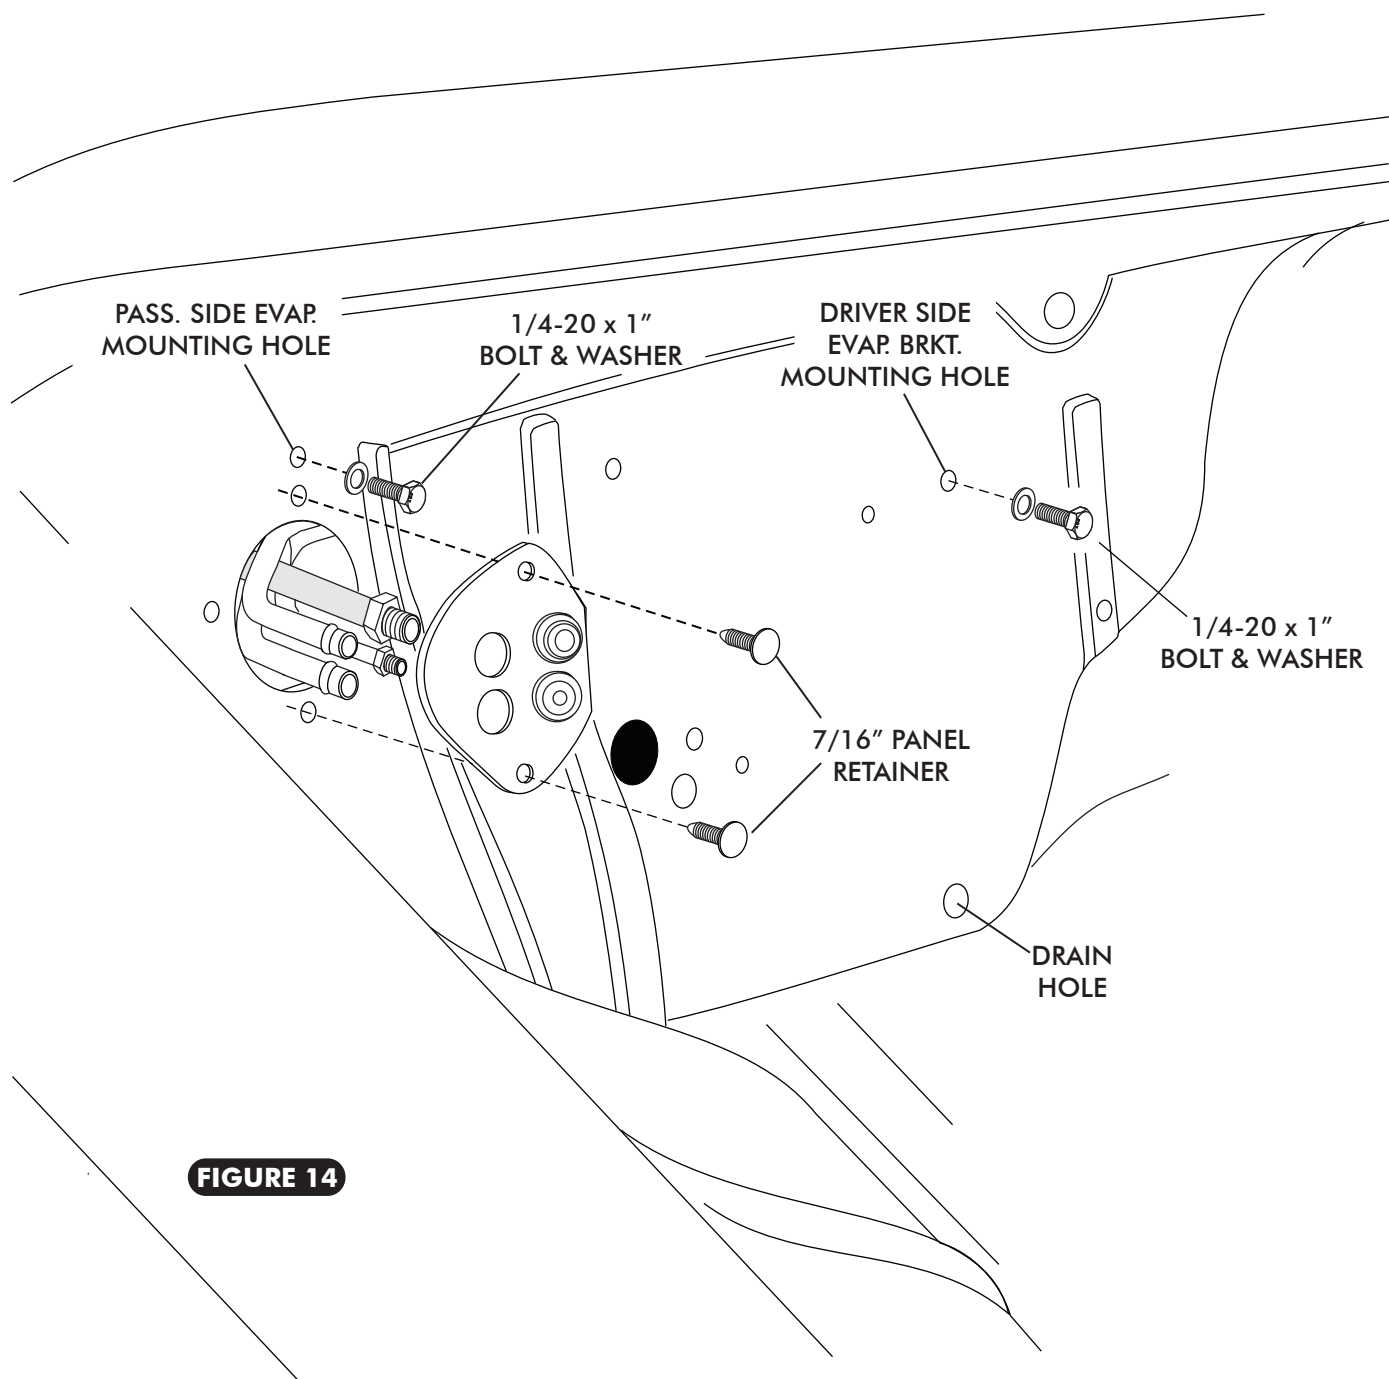 PASS. SIDE EVAP.
MOUNTING HOLE
1/4-20 x 1”
BOLT & WASHER
DRIVER SIDE
EVAP. BRKT.
MOUNTING HOLE
1/4-20 x 1”
BOLT & WASHER
7/16” PANEL
RETAINER
DRAIN
HOLE
FIGURE 14